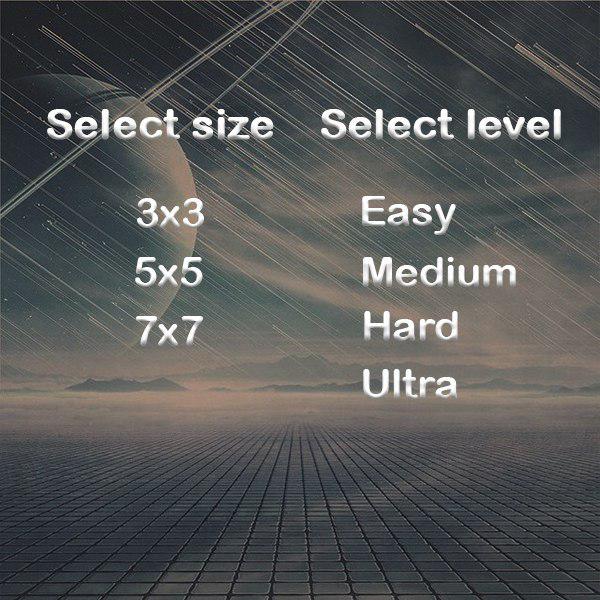 Select size
3x3
5x5
7x7
Select level
Easy
Medium
Hard
Ultra